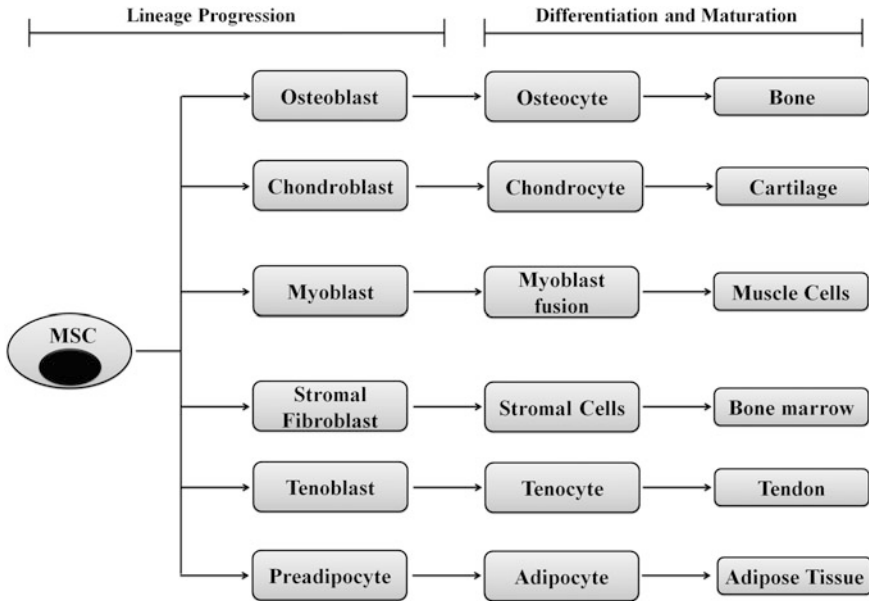 Lineage Progression
Differentiation and Maturation
Osteoblast
Osteocyte
Bone
Chondroblast
Chondrocyte
Cartilage
Myoblast
Myoblast
fusion
Muscle Cells
MSC
Stromal
Fibroblast
Stromal Cells
Bone marrow
Tenoblast
Tenocyte
Tendon
Preadipocyte
Adipocyte
Adipose Tissue